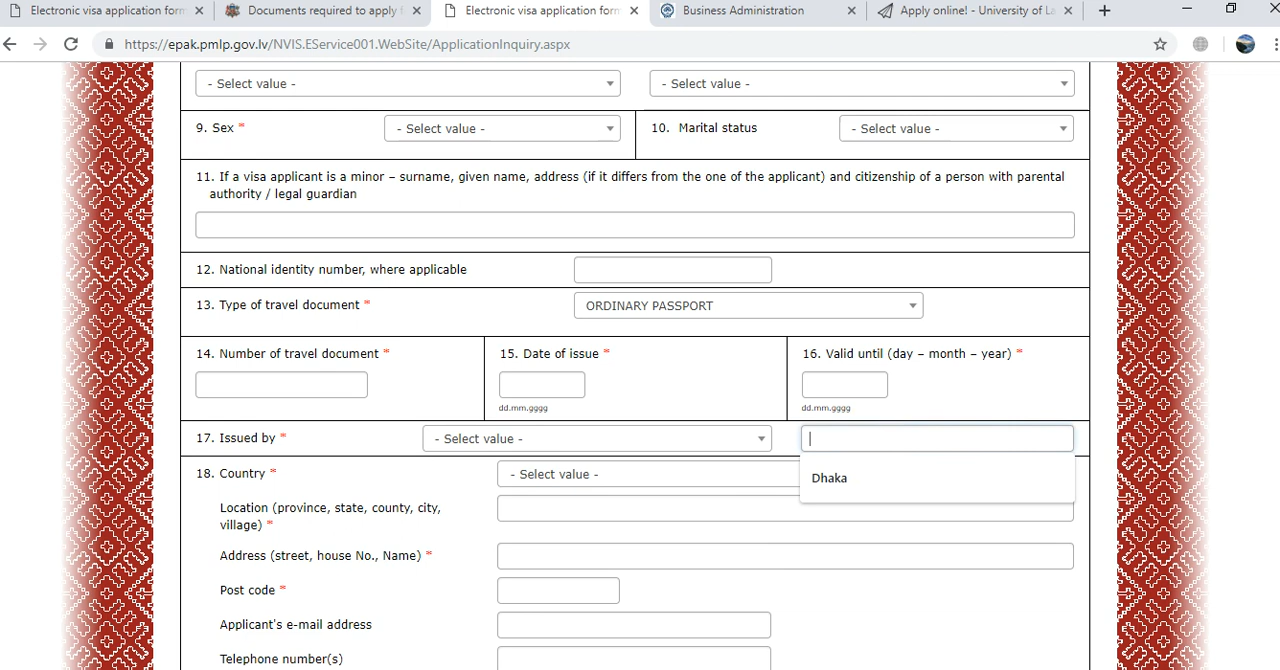 Electronic visa application form
Documents required to apply f
Electronic visa application form
Business Administration
Apply online! - University of La
https://epak.pmlp.gov.lv/NVIS.EService001.WebSite/ApplicationInquiry.aspx
- Select value -
- Select value -
9. Sex *
- Select value -
10. Marital status
- Select value -
11. If a visa applicant is a minor – surname, given name, address (if it differs from the one of the applicant) and citizenship of a person with parental
authority / legal guardian
12. National identity number, where applicable
13. Type of travel document *
ORDINARY PASSPORT
14. Number of travel document *
15. Date of issue *
16. Valid until (day – month – year) *
dd.mm.gggg
dd.mm.gggg
17. Issued by *
- Select value -
Dhaka
18. Country *
- Select value -
Location (province, state, county, city,
village) *
Address (street, house No., Name) *
Post code *
Applicant's e-mail address
Telephone number(s)